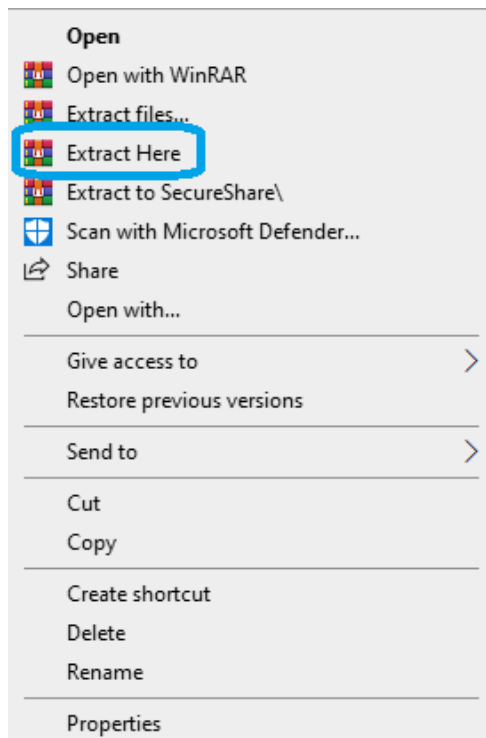 Open
Open with WinRAR
Extract files...
Extract Here
Extract to SecureShare\
Scan with Microsoft Defender...
Share
Open with...
Give access to
Restore previous versions
Send to
Cut
Copy
Create shortcut
Delete
Rename
Properties